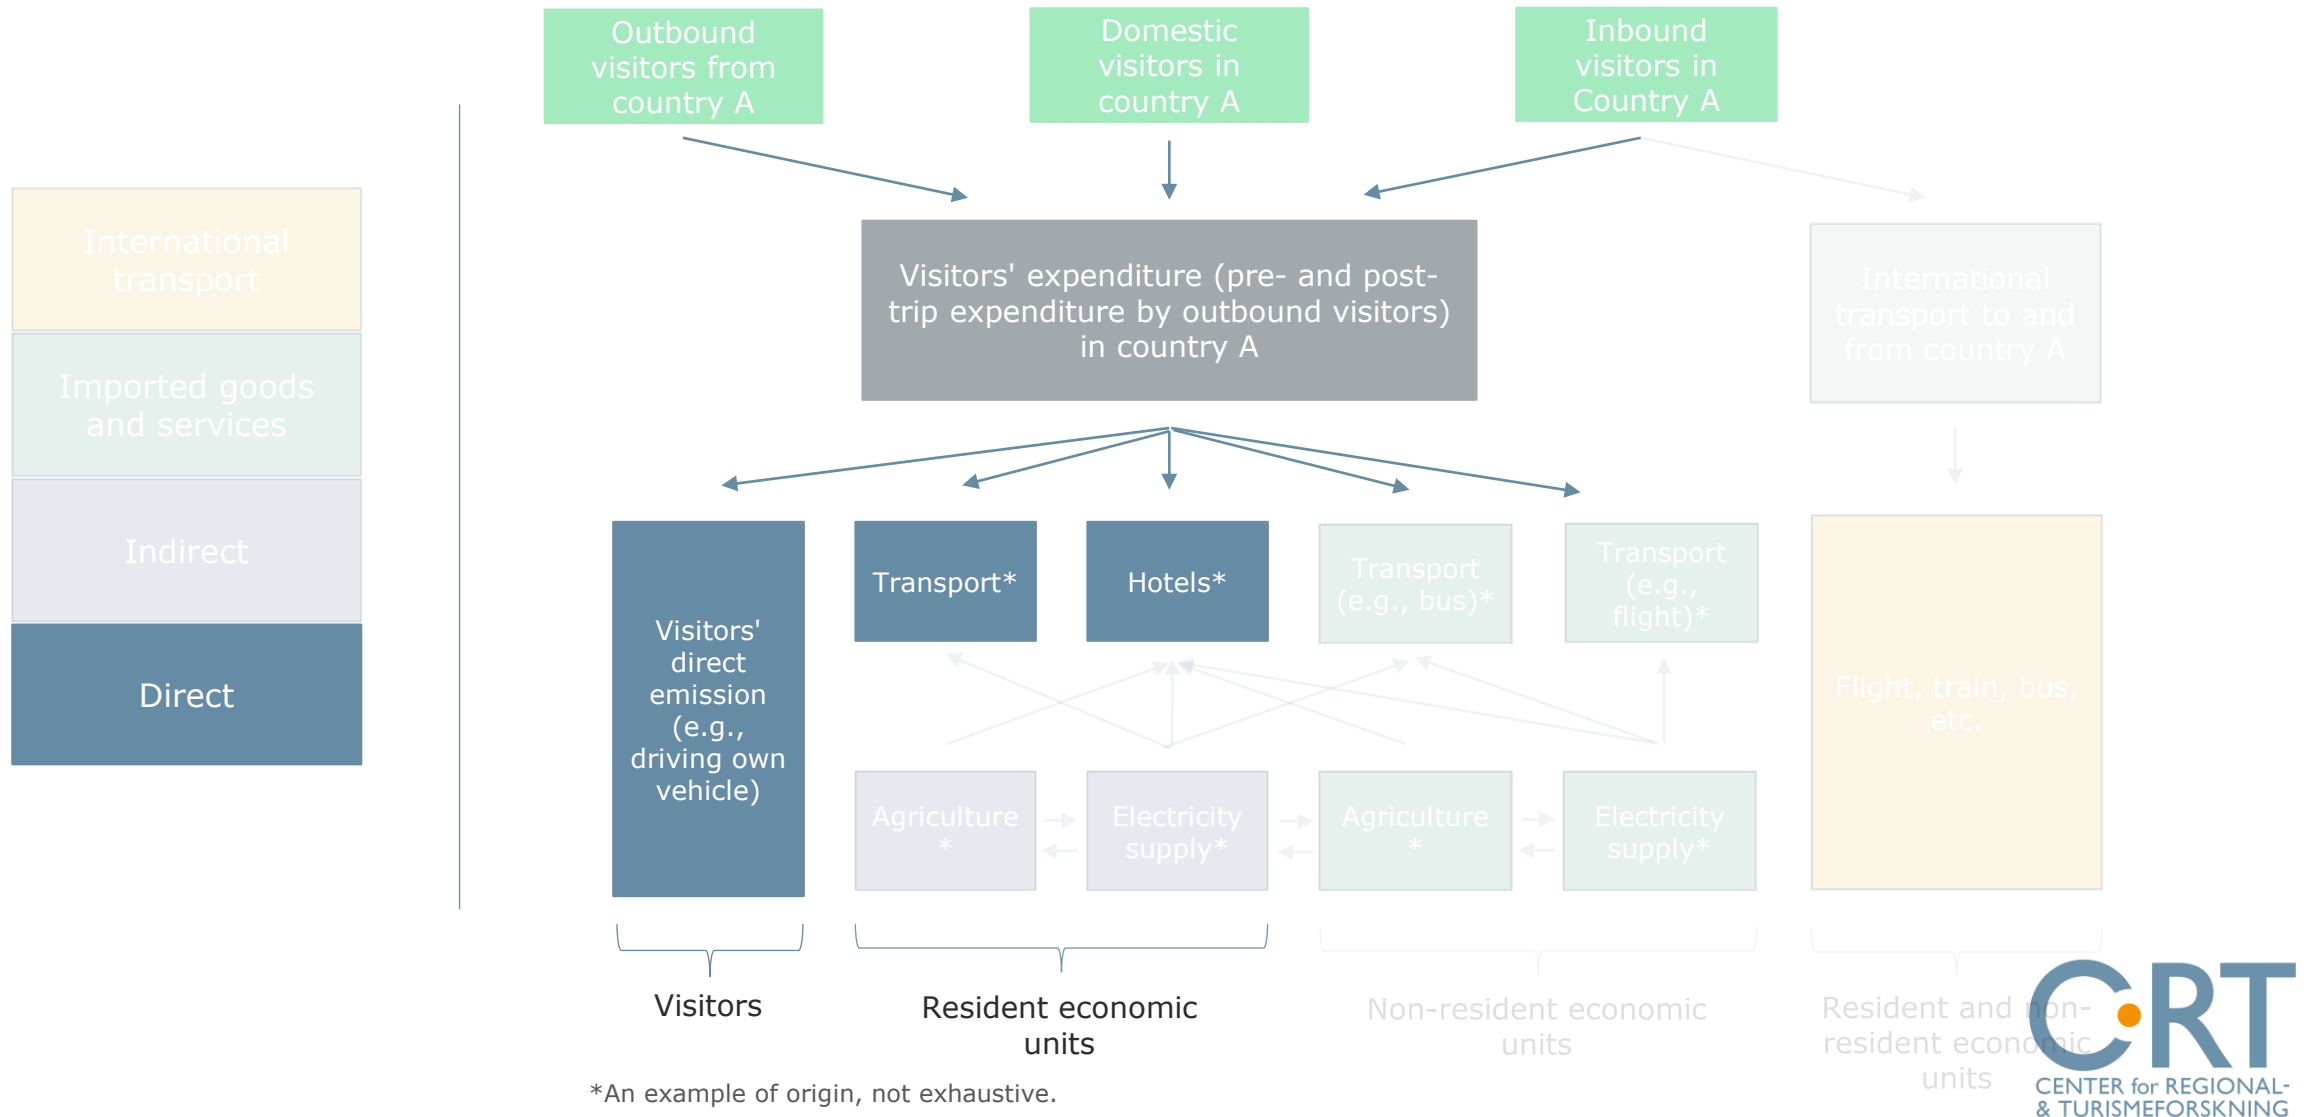 Outbound
visitors from
country A
Domestic
visitors in
country A
Inbound
visitors in
Country A
International
transport
Imported goods
and services
Indirect
Direct
Visitors' expenditure (pre- and post-
trip expenditure by outbound visitors)
in country A
International
transport to and
from country A
Visitors'
direct
emission
(e.g.,
driving own
vehicle)
Transport*
Hotels*
Transport
(e.g., bus)*
Transport
(e.g.,
flight)*
Flight, train, bus,
etc.
Agriculture
*
Electricity
supply*
Agriculture
*
Electricity
supply*
Visitors
Resident economic
units
Non-resident economic
units
Resident and non-
resident economic
units
*An example of origin, not exhaustive.
CRT
CENTER for REGIONAL-
& TURISMEFORSKNING